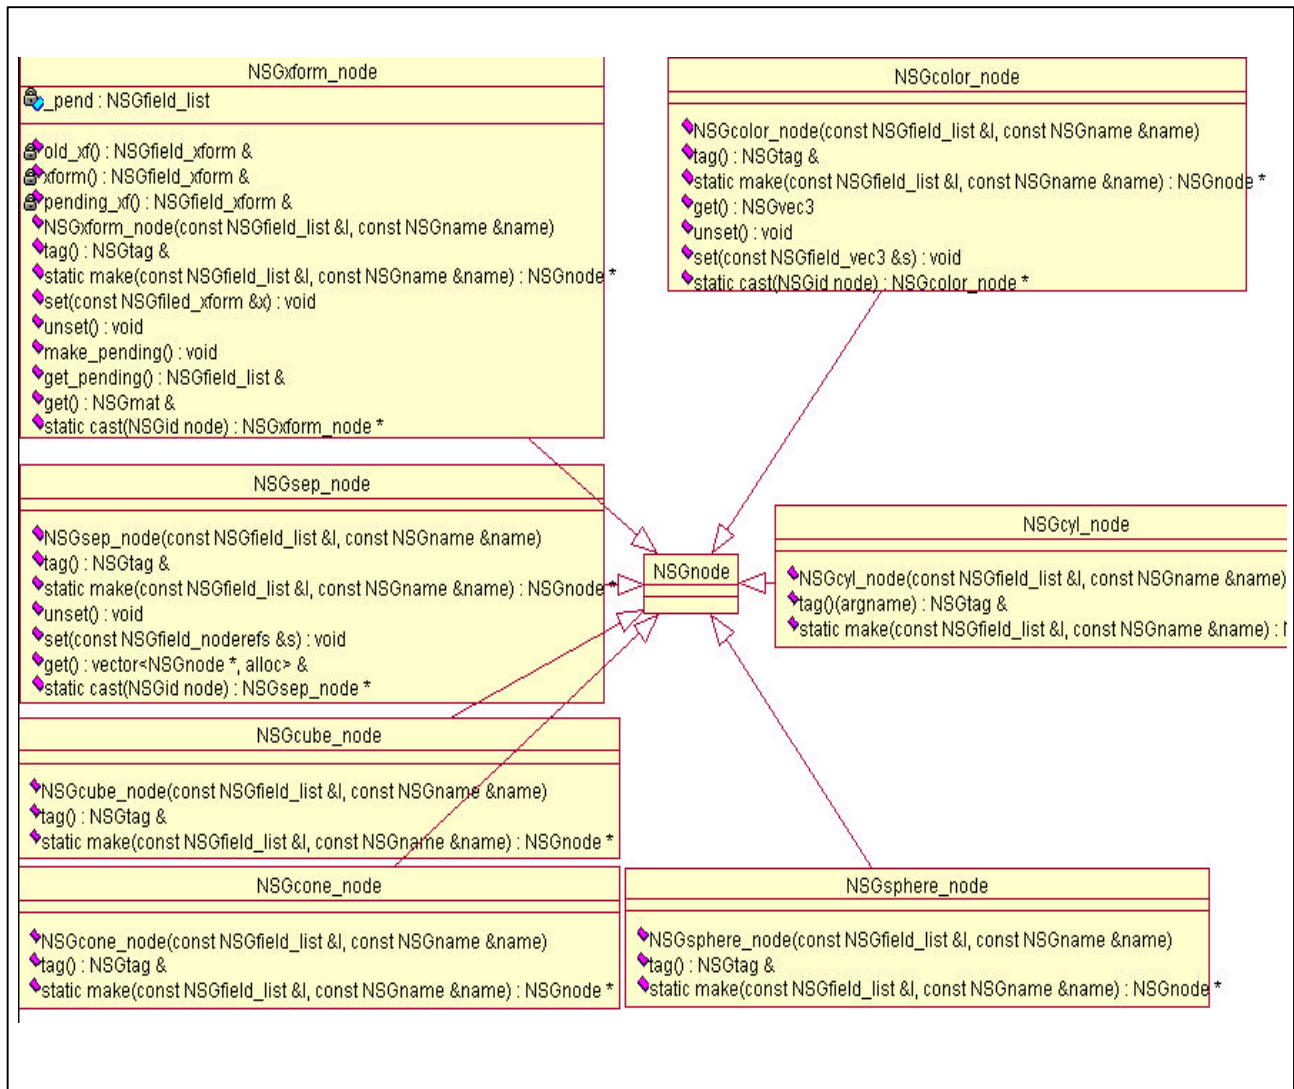 NSGxform_node
_pend : NSGfield_list
old_xf() : NSGfield_xform &
xform() : NSGfield_xform &
pending_xf() : NSGfield_xform &
NSGxform_node(const NSGfield_list &l, const NSGname &name)
tag() : NSGtag &
static make(const NSGfield_list &l, const NSGname &name) : NSGnode *
set(const NSGfiled_xform &x) : void
unset() : void
make_pending() : void
get_pending() : NSGfield_list &
get() : NSGmat &
static cast(NSGid node) : NSGxform_node *
NSGcolor_node
NSGcolor_node(const NSGfield_list &l, const NSGname &name)
tag() : NSGtag &
static make(const NSGfield_list &l, const NSGname &name) : NSGnode *
get() : NSGvec3
unset() : void
set(const NSGfield_vec3 &s) : void
static cast(NSGid node) : NSGcolor_node *
NSGsep_node
NSGsep_node(const NSGfield_list &l, const NSGname &name)
tag() : NSGtag &
static make(const NSGfield_list &l, const NSGname &name) : NSGnode *
unset() : void
set(const NSGfield_noderefs &s) : void
get() : vector<NSGnode *, alloc> &
static cast(NSGid node) : NSGsep_node *
NSGnode
NSGcyl_node
NSGcyl_node(const NSGfield_list &l, const NSGname &name)
tag()(argname) : NSGtag &
static make(const NSGfield_list &l, const NSGname &name) :
NSGcube_node
NSGcube_node(const NSGfield_list &l, const NSGname &name)
tag() : NSGtag &
static make(const NSGfield_list &l, const NSGname &name) : NSGnode *
NSGcone_node
NSGcone_node(const NSGfield_list &l, const NSGname &name)
tag() : NSGtag &
static make(const NSGfield_list &l, const NSGname &name) : NSGnode *
NSGsphere_node
NSGsphere_node(const NSGfield_list &l, const NSGname &name)
tag() : NSGtag &
static make(const NSGfield_list &l, const NSGname &name) : NSGnode *